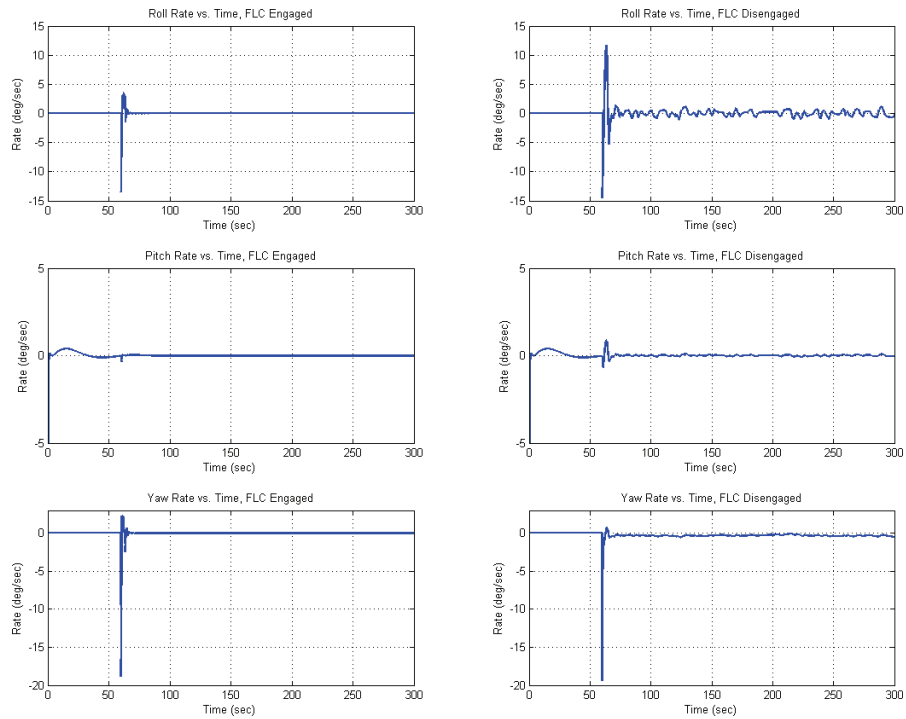 Roll Rate vs. Time, FLC Engaged
15
10
5
0
-5
-10
-15
Rate (deg/sec)
0 50 100 150 200 250 300
Time (sec)
Roll Rate vs. Time, FLC Disengaged
15
10
5
0
-5
-10
-15
Rate (deg/sec)
0 50 100 150 200 250 300
Time (sec)
Pitch Rate vs. Time, FLC Engaged
5
0
-5
Rate (deg/sec)
0 50 100 150 200 250 300
Time (sec)
Pitch Rate vs. Time, FLC Disengaged
5
0
-5
Rate (deg/sec)
0 50 100 150 200 250 300
Time (sec)
Yaw Rate vs. Time, FLC Engaged
0
-5
-10
-15
-20
Rate (deg/sec)
0 50 100 150 200 250 300
Time (sec)
Yaw Rate vs. Time, FLC Disengaged
0
-5
-10
-15
-20
Rate (deg/sec)
0 50 100 150 200 250 300
Time (sec)